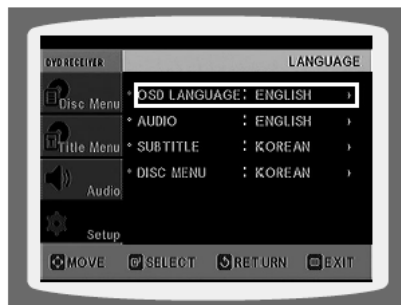 DVD RECEIVER LANGUAGE
Disc Menu
Title Menu
Audio
Setup
OSD LANGUAGE : ENGLISH
AUDIO : ENGLISH
SUBTITLE : KOREAN
DISC MENU : KOREAN
MOVE SELECT RETURN EXIT